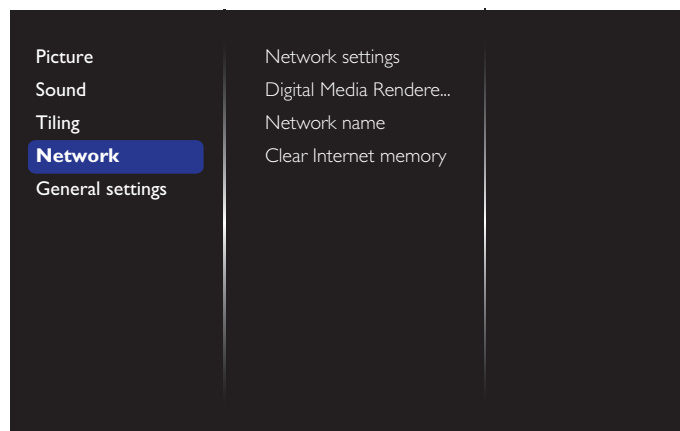 Picture
Sound
Tiling
Network
General settings
Network settings
Digital Media Rendere...
Network name
Clear Internet memory